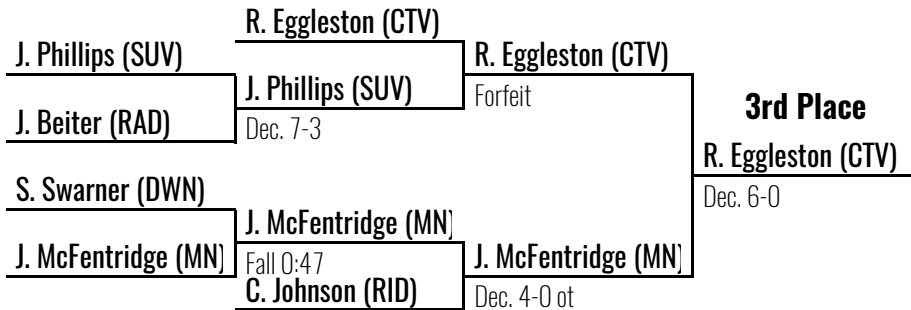 R. Eggleston (CTV)
J. Phillips (SUV)
R. Eggleston (CTV)
J. Phillips (SUV)
Forfeit
3rd Place
J. Beiter (RAD)
Dec. 7-3
R. Eggleston (CTV)
S. Swarner (DWN)
Dec. 6-0
J. McFentridge (MN)
J. McFentridge (MN)
Fall 0:47
J. McFentridge (MN)
C. Johnson (RID)
Dec. 4-0 ot